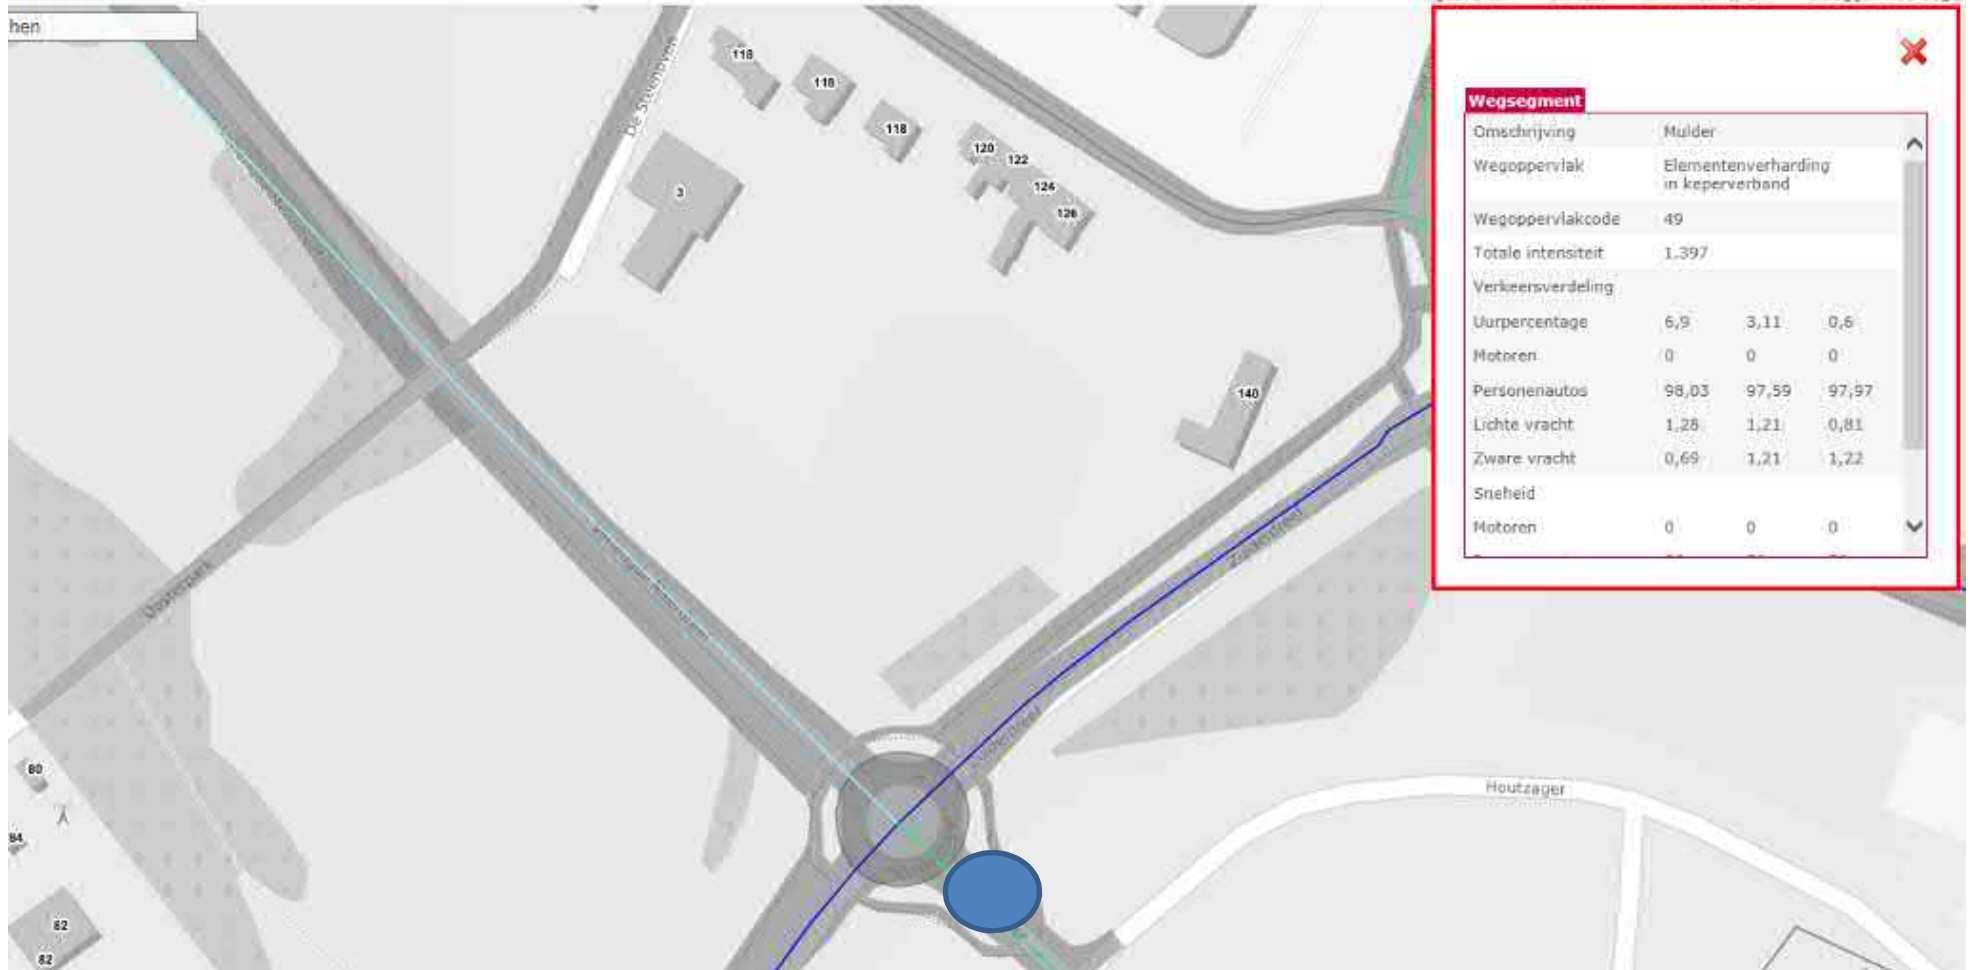 hen
Wegsegment
Omschrijving Mulder
Wegoppervlak Elementenverharding
in keperverband
Wegoppervlakcode 49
Totale intensiteit 1.397
Verkeersverdeling
Uurpercentage 6,9 3,11 0,6
Motoren 0 0 0
Personenautos 98,03 97,59 97,97
Lichte vracht 1,28 1,21 0,81
Zware vracht 0,69 1,21 1,22
Snelheid
Motoren 0 0 0
118
118
118
120
122
124
126
3
140
Oosterpark
Houtzager
80
84
82
82